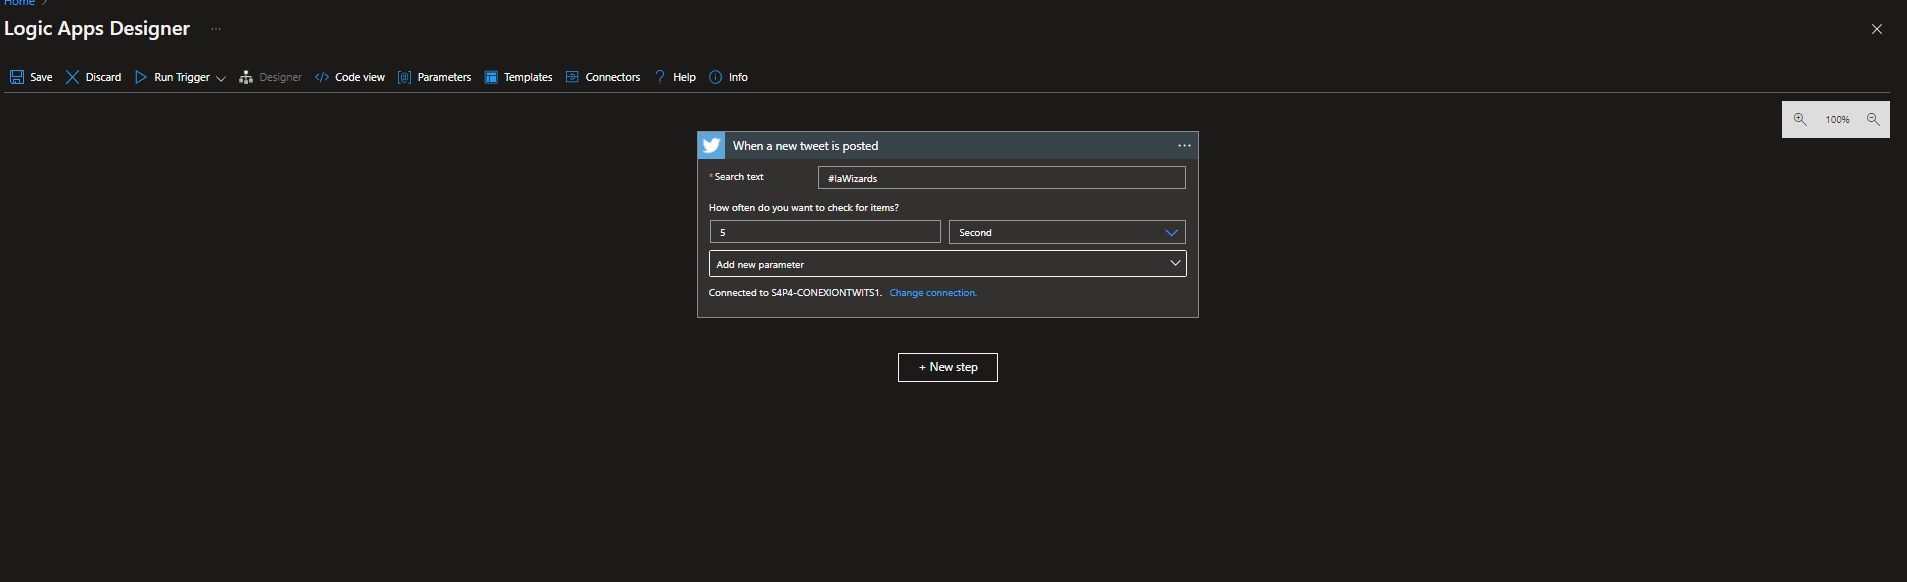 Home >
Logic Apps Designer ...
Save Discard Run Trigger Designer </> Code view [@] Parameters Templates Connectors ? Help Info
100%
When a new tweet is posted ...
* Search text #IaWizards
How often do you want to check for items?
5 Second
Add new parameter
Connected to S4P4-CONEXIONTWITS1. Change connection.
+ New step